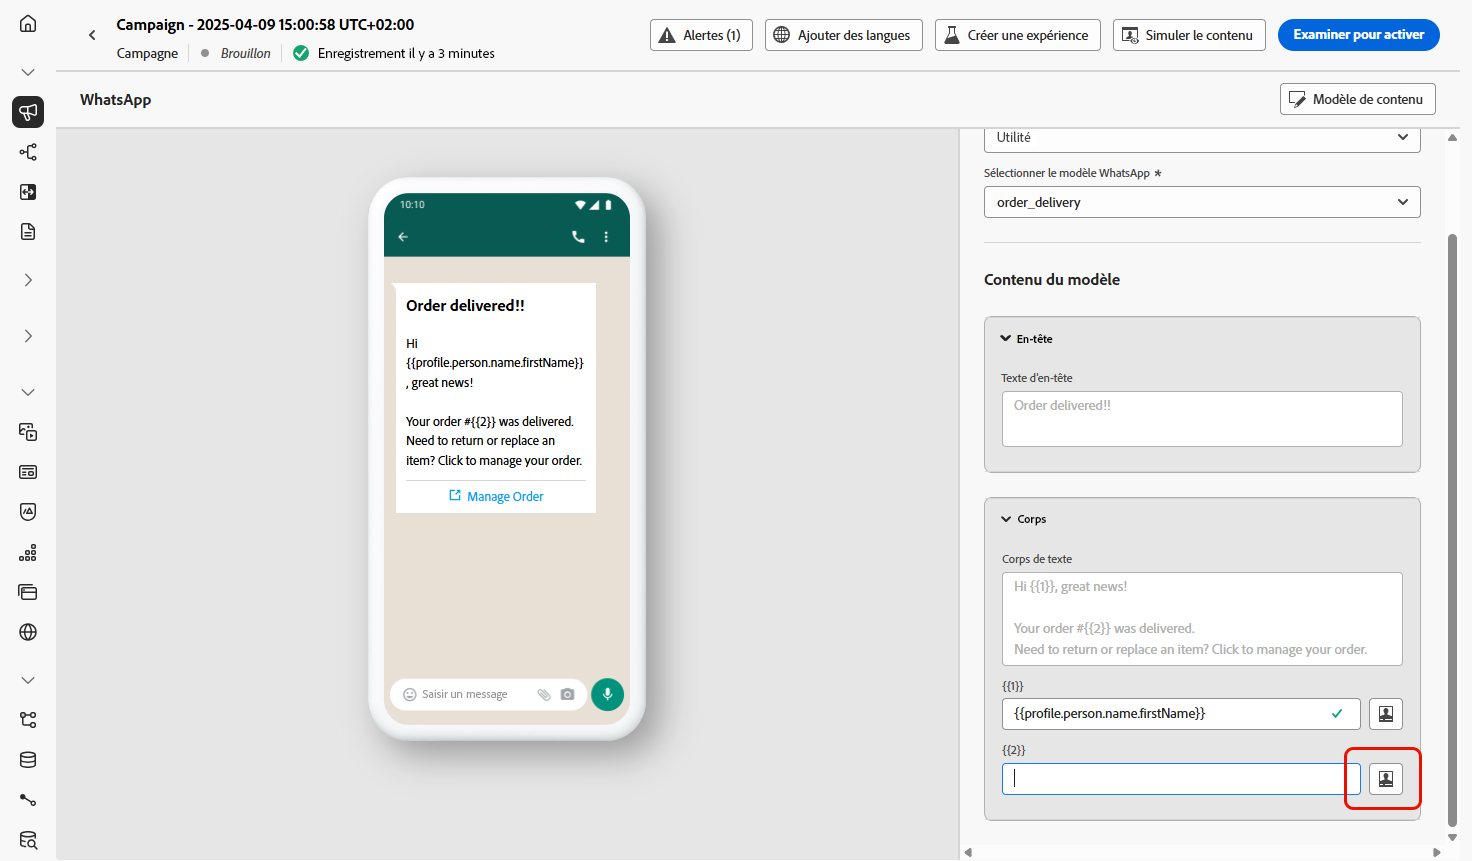 Campaign - 2025-04-09 15:00:58 UTC+02:00
Campagne
Brouillon
Enregistrement il y a 3 minutes
Alertes (1)
Ajouter des langues
Créer une expérience
Simuler le contenu
Examiner pour activer
WhatsApp
Modèle de contenu
10:10
Order delivered!!
Hi
{{profile.person.name.firstName}}
, great news!
Your order #{{2}} was delivered.
Need to return or replace an
item? Click to manage your order.
Manage Order
Saisir un message
Utilité
Sélectionner le modèle WhatsApp *
order_delivery
Contenu du modèle
En-tête
Texte d'en-tête
Order delivered!!
Corps
Corps de texte
Hi {{1}}, great news!
Your order #{{2}} was delivered.
Need to return or replace an item? Click to manage your order.
{{1}}
{{profile.person.name.firstName}}
{{2}}